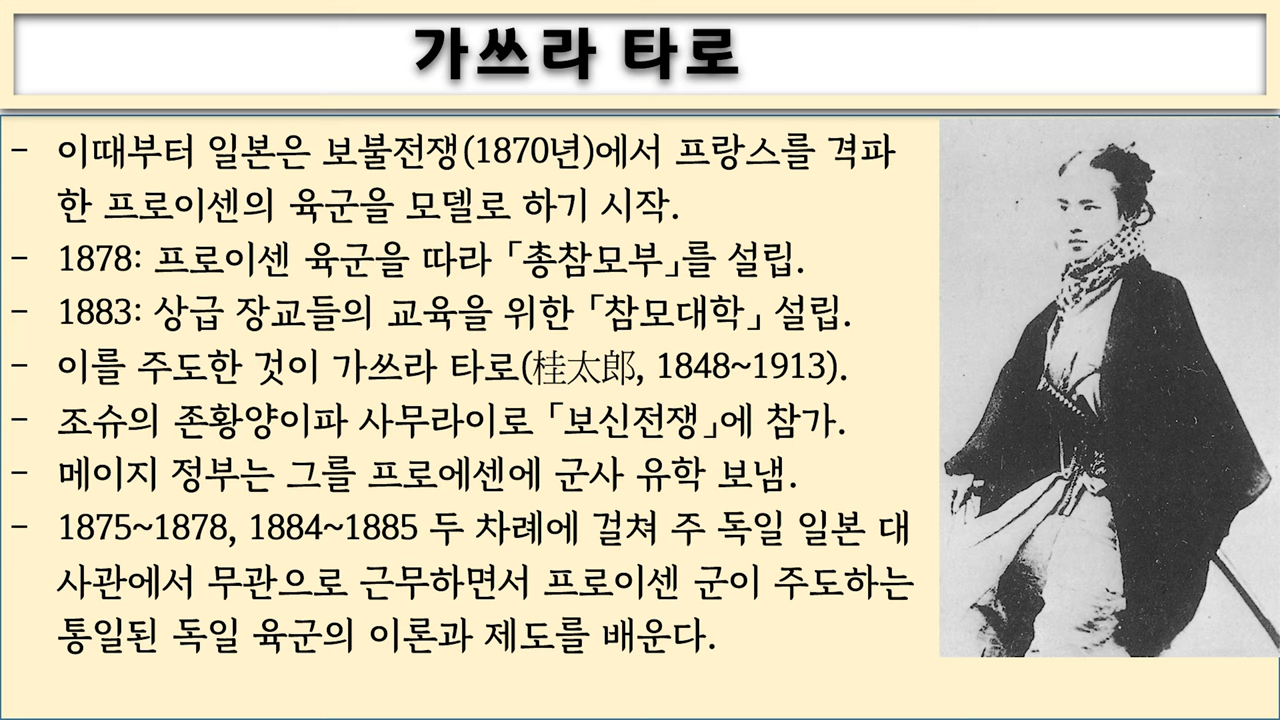 가쓰라 타로
- 이때부터 일본은 보불전쟁(1870년)에서 프랑스를 격파
한 프로이센의 육군을 모델로 하기 시작.
- 1878: 프로이센 육군을 따라 「총참모부」를 설립.
- 1883: 상급 장교들의 교육을 위한 「참모대학」 설립.
- 이를 주도한 것이 가쓰라 타로(桂太郎, 1848~1913).
- 조슈의 존황양이파 사무라이로 「보신전쟁」에 참가.
- 메이지 정부는 그를 프로에센에 군사 유학 보냄.
- 1875~1878, 1884~1885 두 차례에 걸쳐 주 독일 일본 대
사관에서 무관으로 근무하면서 프로이센 군이 주도하는
통일된 독일 육군의 이론과 제도를 배운다.